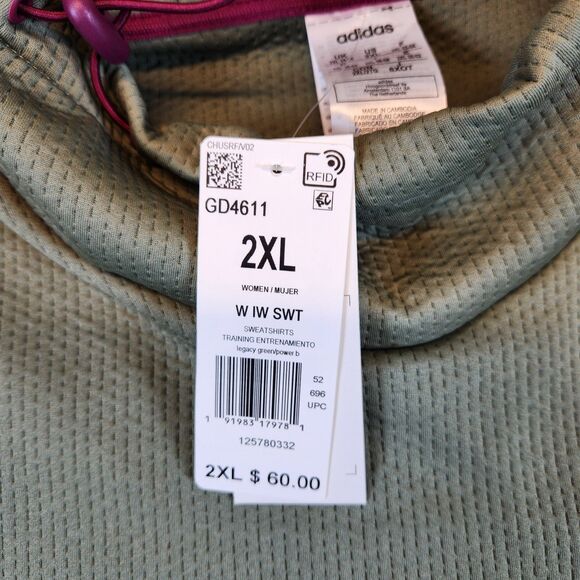 adidas
MADE IN CAMBODIA
CHUSRF/V02
RFID
GD4611
2XL
WOMEN / MUJER
W IW SWT
SWEATSHIRTS
TRAINING ENTRENAMIENTO
legacy green/power b
52
696
UPC
1 91983 17978 1
125780332
2XL $ 60.00